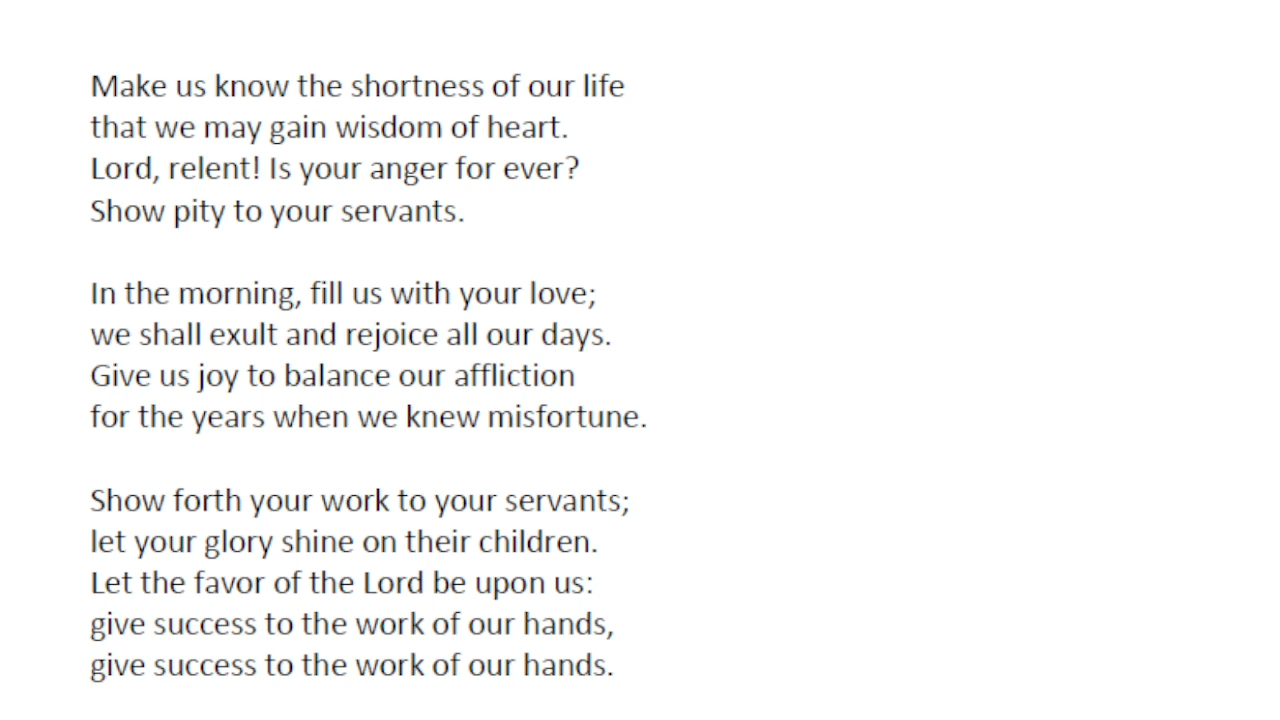 Make us know the shortness of our life
that we may gain wisdom of heart.
Lord, relent! Is your anger for ever?
Show pity to your servants.

In the morning, fill us with your love;
we shall exult and rejoice all our days.
Give us joy to balance our affliction
for the years when we knew misfortune.

Show forth your work to your servants;
let your glory shine on their children.
Let the favor of the Lord be upon us:
give success to the work of our hands,
give success to the work of our hands.